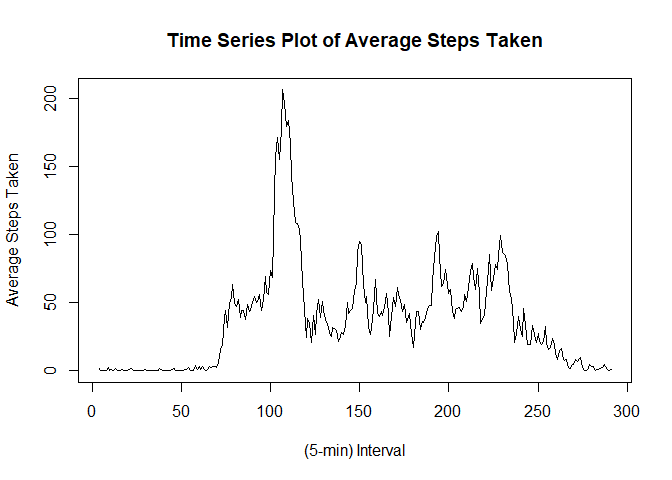 Time Series Plot of Average Steps Taken
Average Steps Taken
200
150
100
50
0
0 50 100 150 200 250 300
(5-min) Interval